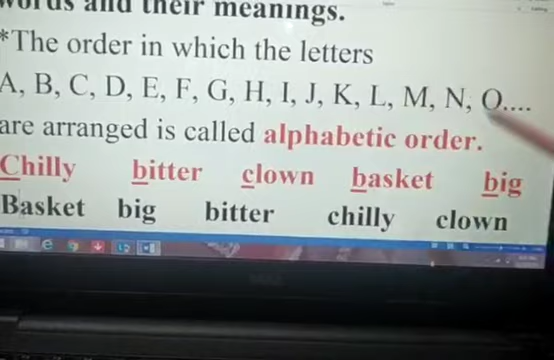 words and their meanings.
*The order in which the letters
A, B, C, D, E, F, G, H, I, J, K, L, M, N, O....
are arranged is called alphabetic order.
Chilly bitter clown basket big
Basket big bitter chilly clown